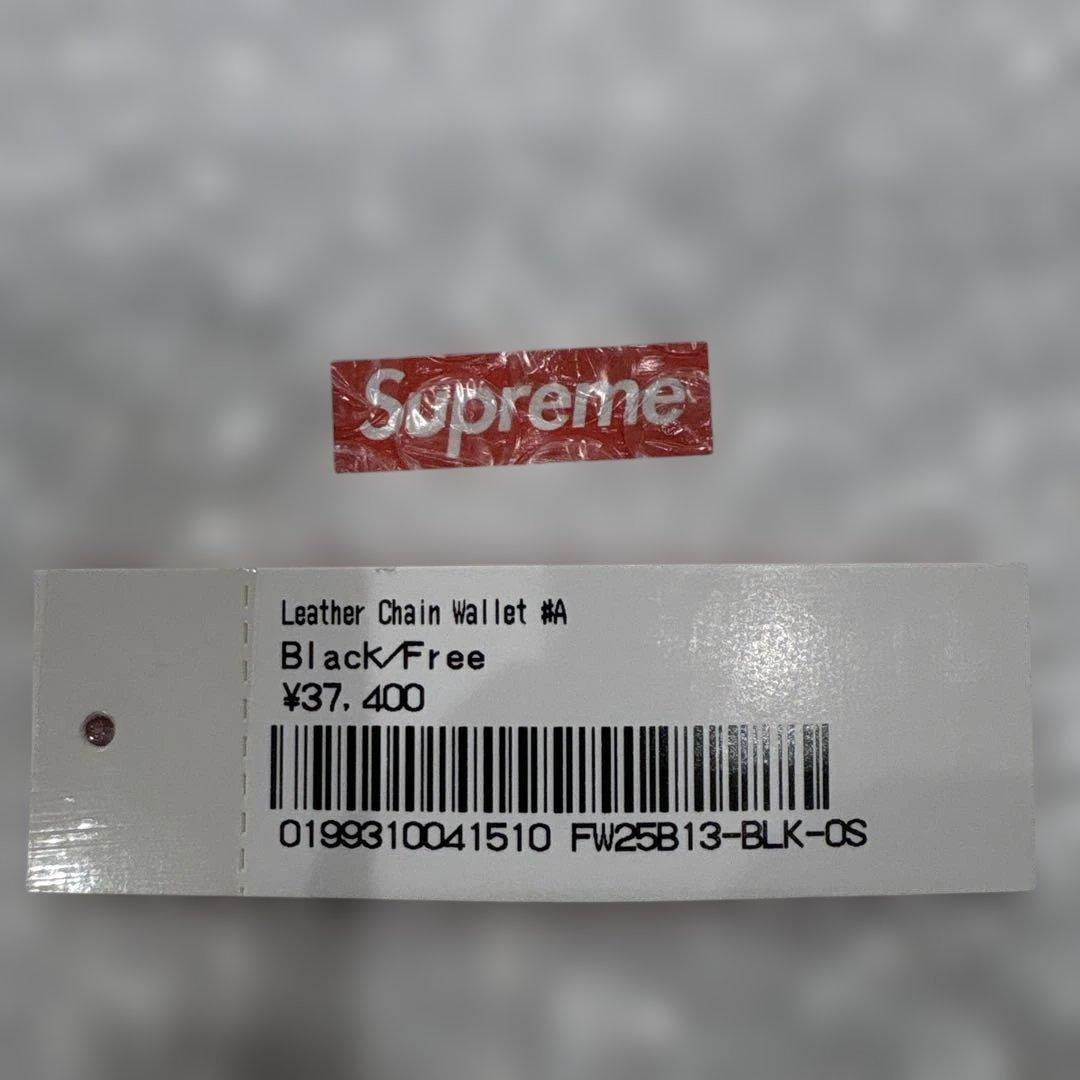 Supreme
Leather Chain Wallet #A
Black/Free
¥37,400
0199310041510 FW25B13-BLK-OS